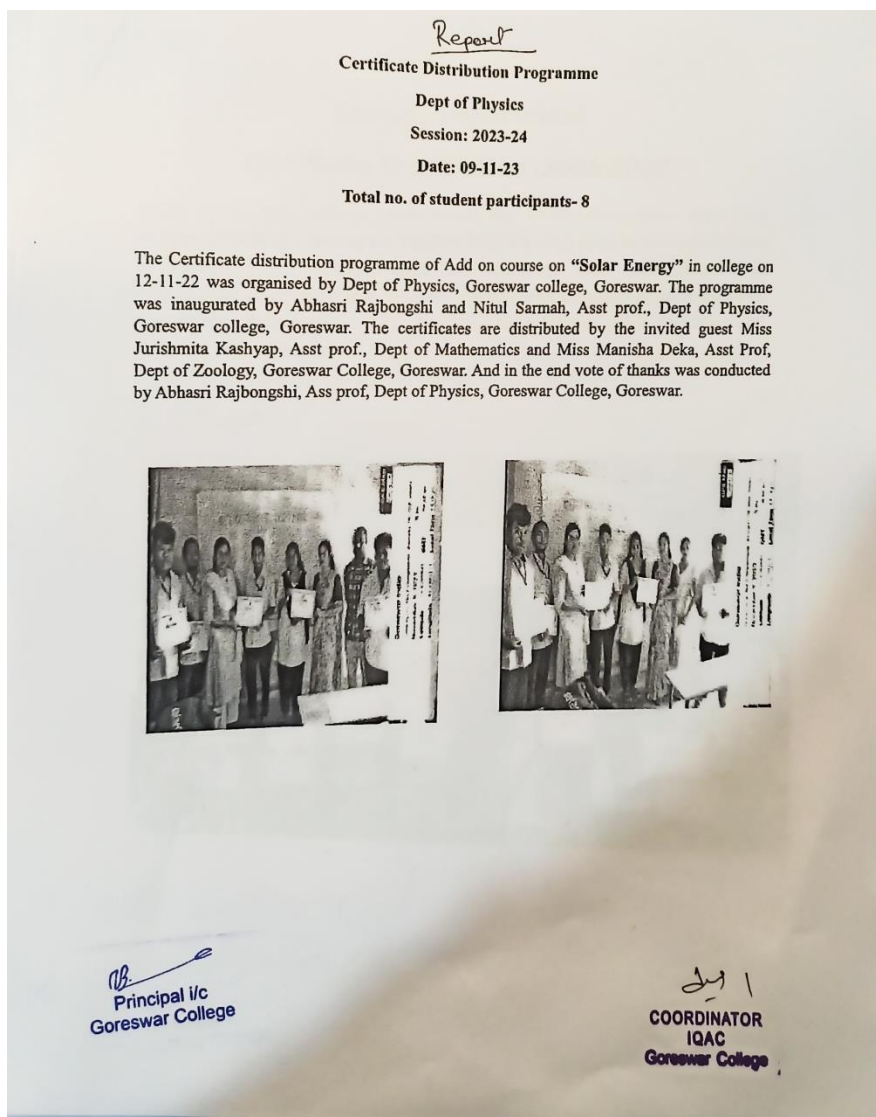 Report
Certificate Distribution Programme
Dept of Physics
Session: 2023-24
Date: 09-11-23
Total no. of student participants- 8
The Certificate distribution programme of Add on course on “Solar Energy” in college on
12-11-22 was organised by Dept of Physics, Goreswar college, Goreswar. The programme
was inaugurated by Abhasri Rajbongshi and Nitul Sarmah, Asst prof., Dept of Physics,
Goreswar college, Goreswar. The certificates are distributed by the invited guest Miss
Jurishmita Kashyap, Asst prof., Dept of Mathematics and Miss Manisha Deka, Asst Prof,
Dept of Zoology, Goreswar College, Goreswar. And in the end vote of thanks was conducted
by Abhasri Rajbongshi, Ass prof, Dept of Physics, Goreswar College, Goreswar.
Principal i/c
Goreswar College
COORDINATOR
IQAC
Goreswar College